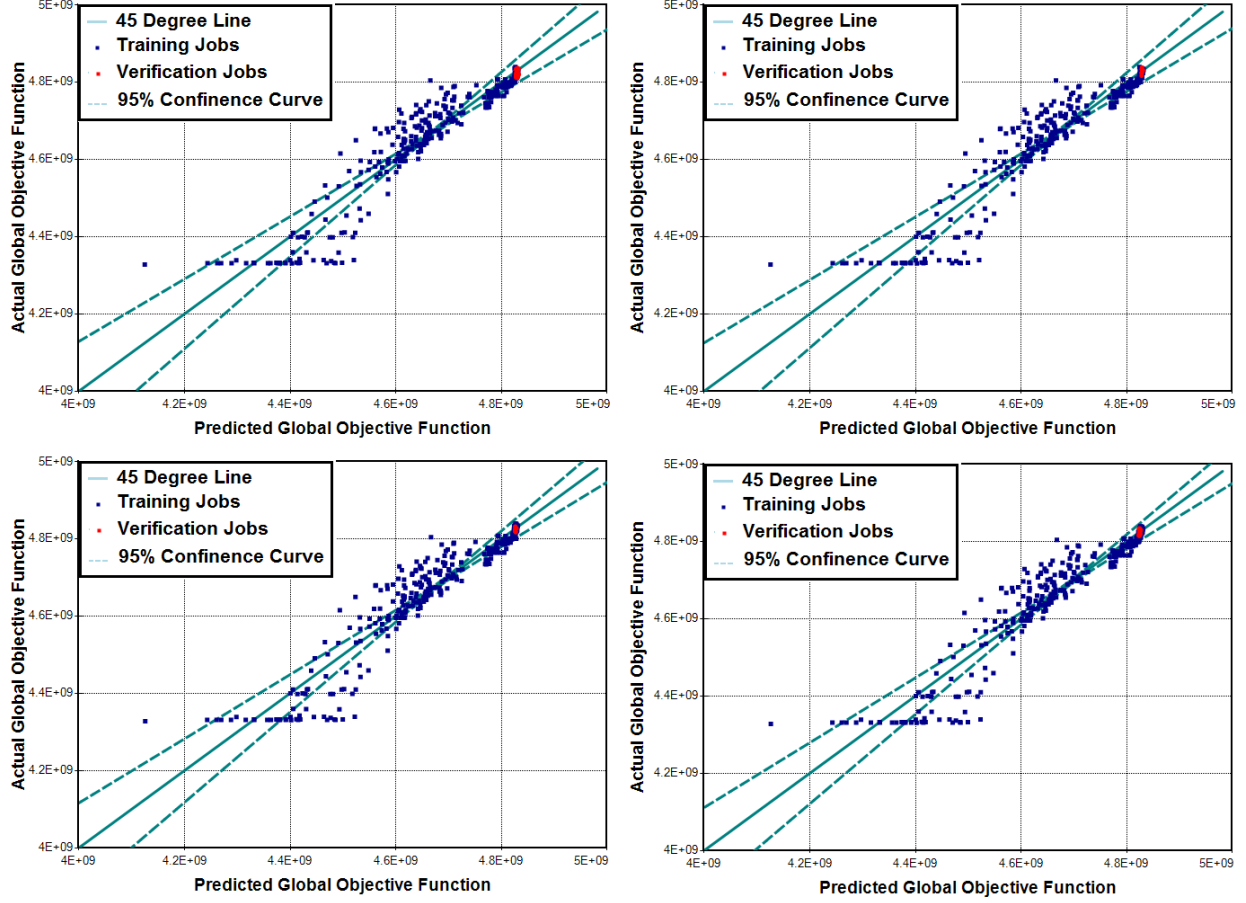 5E+09
4.8E+09
4.6E+09
4.4E+09
4.2E+09
4E+09
Actual Global Objective Function
45 Degree Line
Training Jobs
Verification Jobs
95% Confinence Curve
4E+09 4.2E+09 4.4E+09 4.6E+09 4.8E+09 5E+09
Predicted Global Objective Function
5E+09
4.8E+09
4.6E+09
4.4E+09
4.2E+09
4E+09
Actual Global Objective Function
45 Degree Line
Training Jobs
Verification Jobs
95% Confinence Curve
4E+09 4.2E+09 4.4E+09 4.6E+09 4.8E+09 5E+09
Predicted Global Objective Function
5E+09
4.8E+09
4.6E+09
4.4E+09
4.2E+09
4E+09
Actual Global Objective Function
45 Degree Line
Training Jobs
Verification Jobs
95% Confinence Curve
4E+09 4.2E+09 4.4E+09 4.6E+09 4.8E+09 5E+09
Predicted Global Objective Function
5E+09
4.8E+09
4.6E+09
4.4E+09
4.2E+09
4E+09
Actual Global Objective Function
45 Degree Line
Training Jobs
Verification Jobs
95% Confinence Curve
4E+09 4.2E+09 4.4E+09 4.6E+09 4.8E+09 5E+09
Predicted Global Objective Function